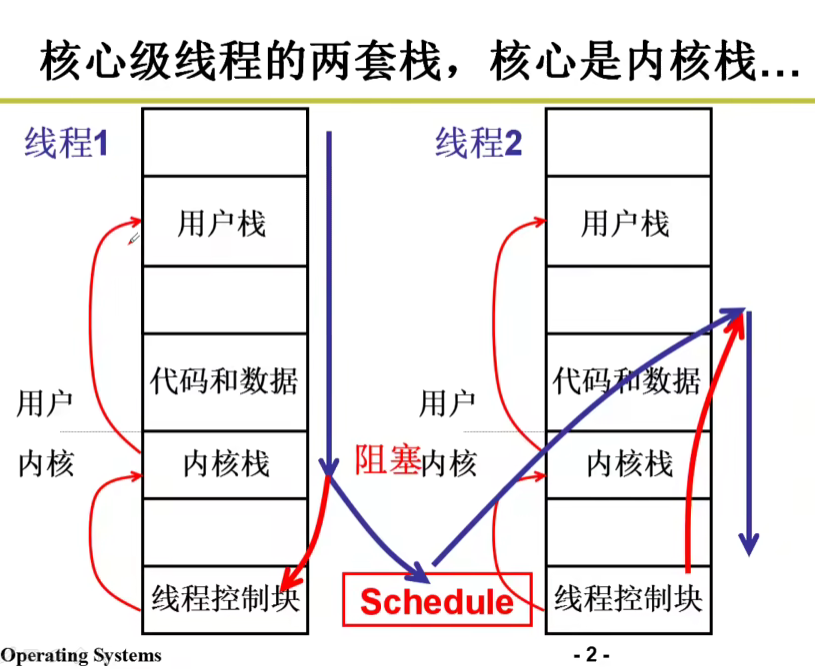 核心级线程的两套栈，核心是内核栈...
线程1
用户栈
代码和数据
用户
内核
内核栈
线程控制块
阻塞
Schedule
线程2
用户栈
代码和数据
用户
内核
内核栈
线程控制块
Operating Systems
- 2 -